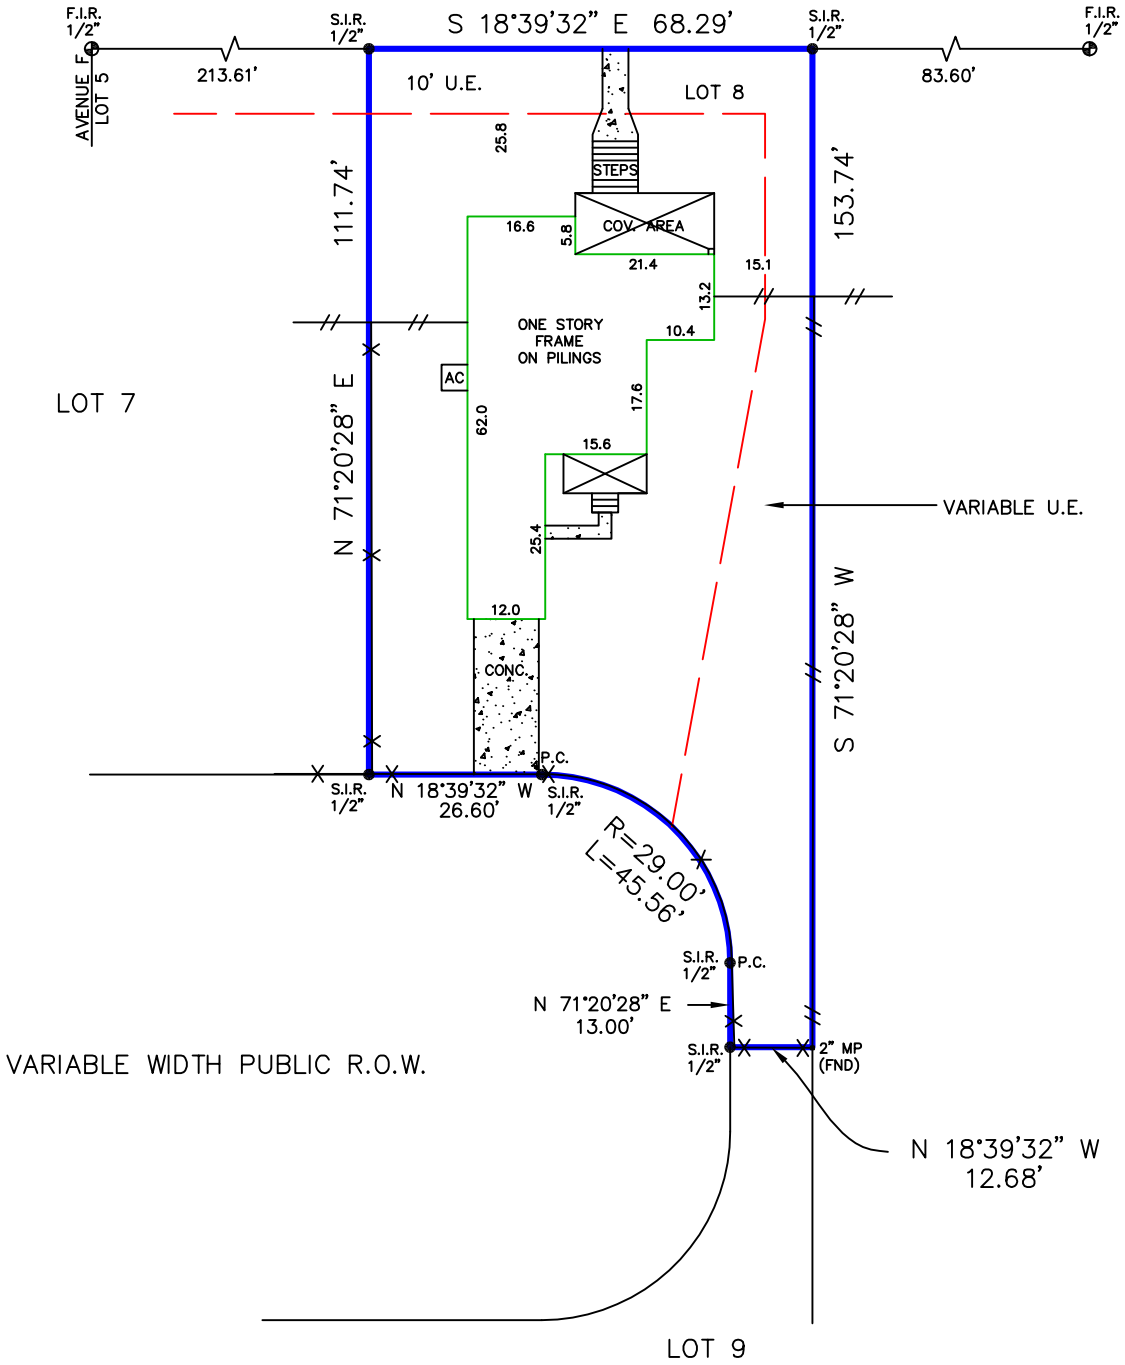 F.I.R.
1/2"
S.I.R.
1/2"
S 18°39'32" E 68.29'
S.I.R.
1/2"
F.I.R.
1/2"
AVENUE F
LOT 5
213.61'
83.60'
10' U.E.
LOT 8
25.8
STEPS
111.74'
153.74'
16.6
5.8
COV. AREA
21.4
15.1
13.2
ONE STORY
FRAME
ON PILINGS
10.4
AC
LOT 7
N 71°20'28" E
62.0
17.6
15.6
VARIABLE U.E.
25.4
S 71°20'28" W
12.0
CONC.
P.C.
S.I.R.
1/2"
N 18°39'32" W
26.60'
S.I.R.
1/2"
R=29.00'
L=45.56'
S.I.R.
1/2"
P.C.
N 71°20'28" E
13.00'
S.I.R.
1/2"
2" MP
(FND)
VARIABLE WIDTH PUBLIC R.O.W.
N 18°39'32" W
12.68'
LOT 9